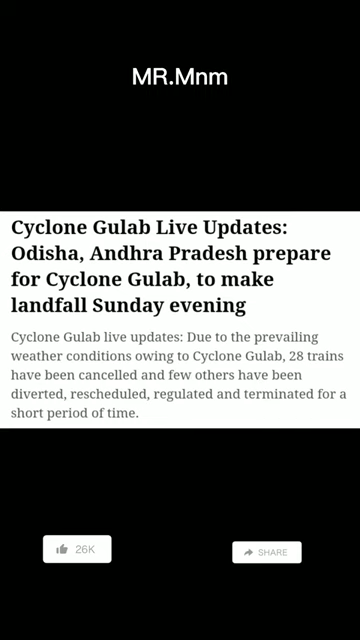 MR.Mnm
Cyclone Gulab Live Updates:
Odisha, Andhra Pradesh prepare
for Cyclone Gulab, to make
landfall Sunday evening
Cyclone Gulab live updates: Due to the prevailing
weather conditions owing to Cyclone Gulab, 28 trains
have been cancelled and few others have been
diverted, rescheduled, regulated and terminated for a
short period of time.
26K
SHARE